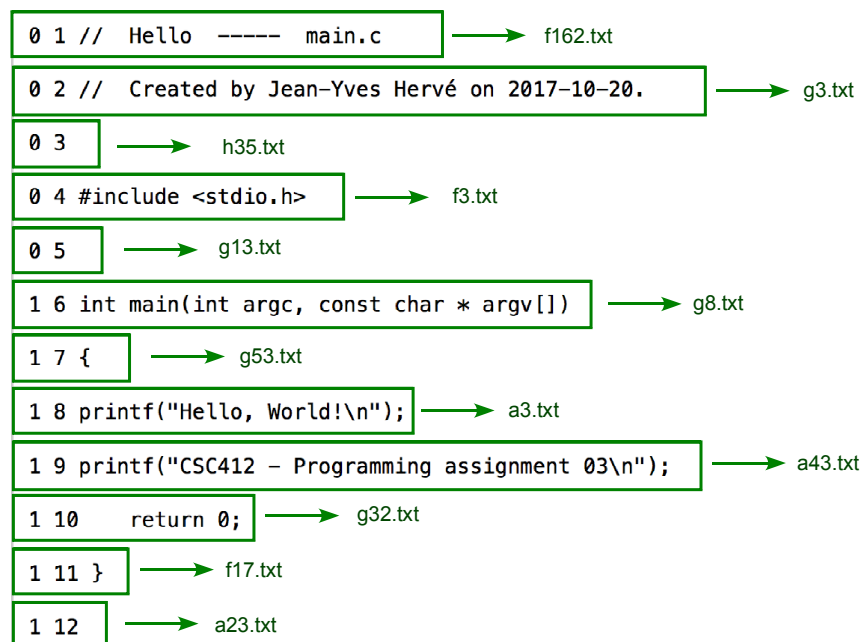 0 1 //  Hello  -----  main.c f162.txt
0 2 //  Created by Jean-Yves Hervé on 2017-10-20. g3.txt
0 3 h35.txt
0 4 #include <stdio.h> f3.txt
0 5 g13.txt
1 6 int main(int argc, const char * argv[]) g8.txt
1 7 { g53.txt
1 8 printf("Hello, World!\n"); a3.txt
1 9 printf("CSC412 - Programming assignment 03\n"); a43.txt
1 10    return 0; g32.txt
1 11 } f17.txt
1 12 a23.txt